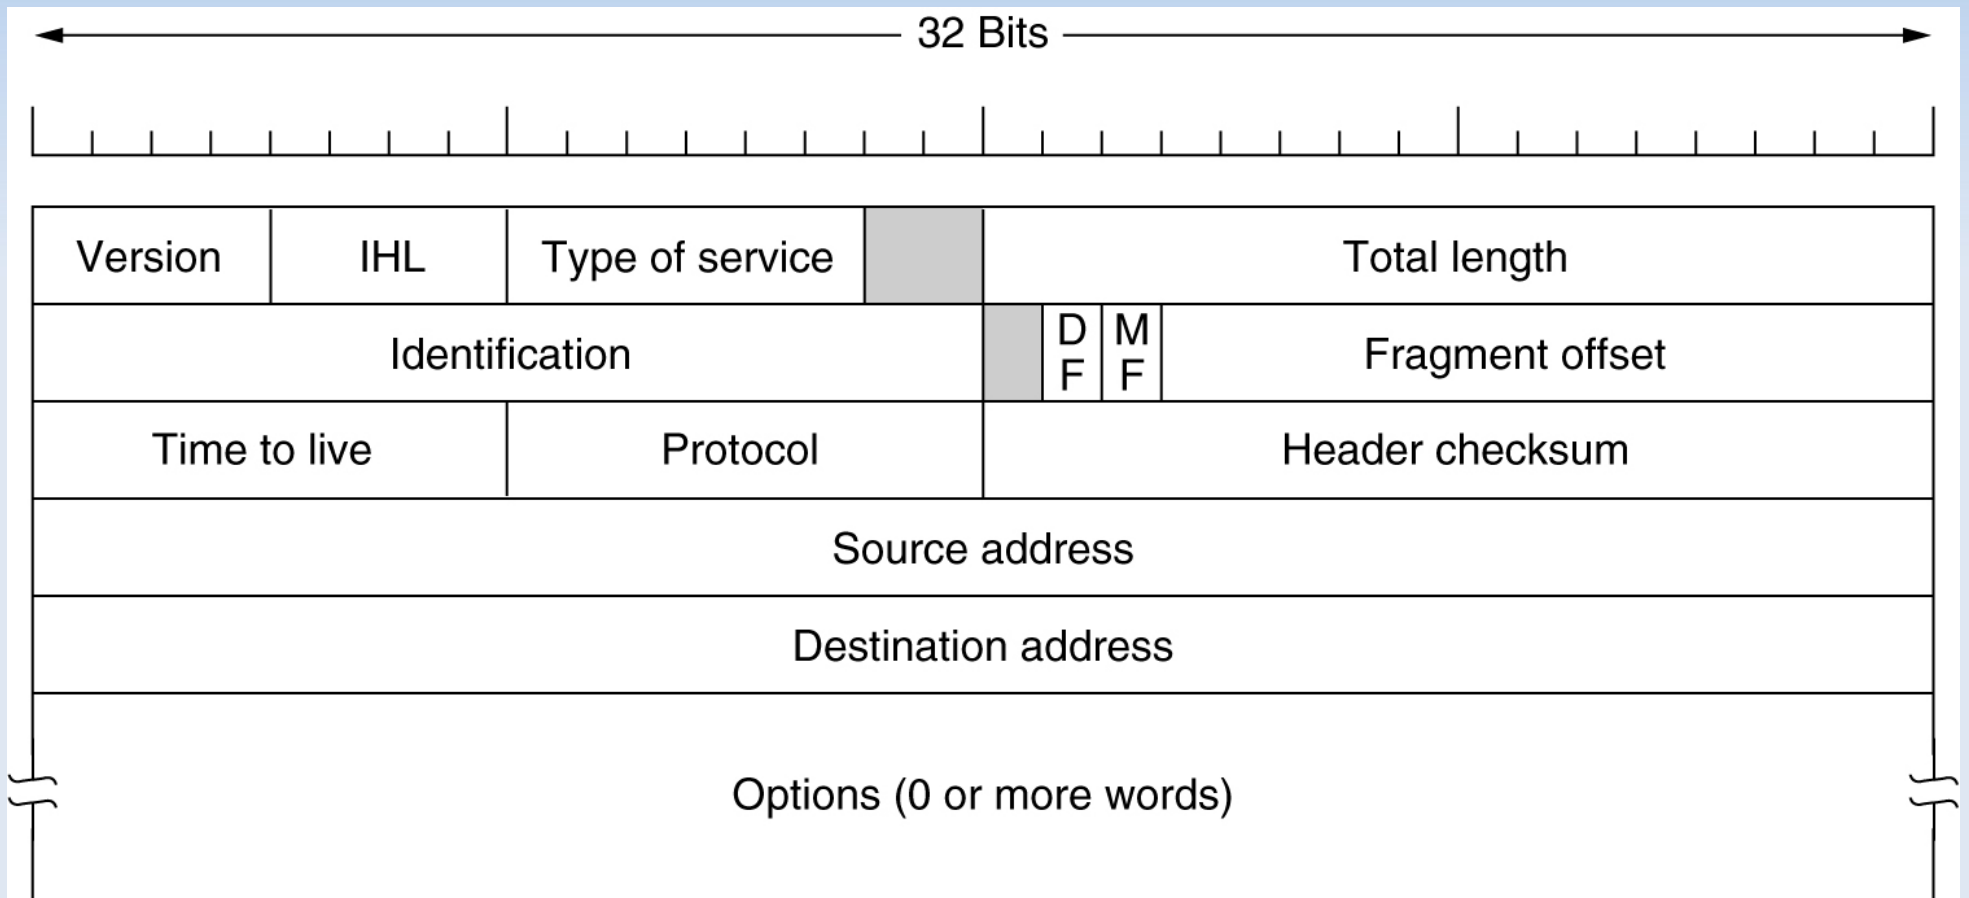 32 Bits
Version IHL Type of service Total length
Identification D F M F Fragment offset
Time to live Protocol Header checksum
Source address
Destination address
Options (0 or more words)